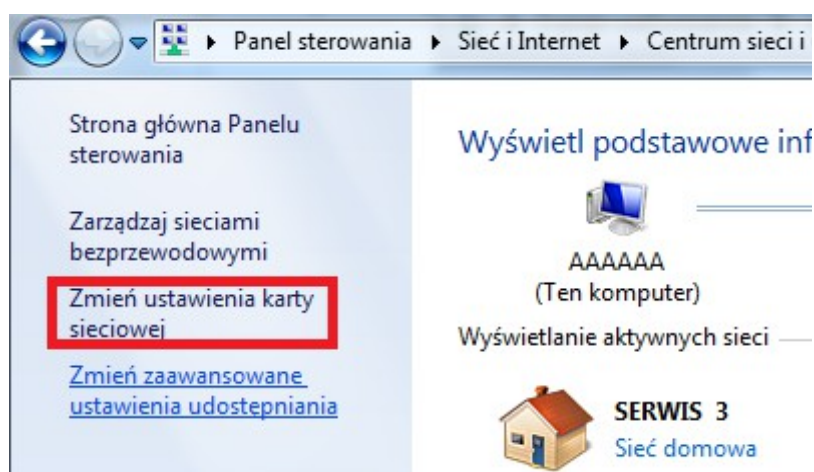 Panel sterowania ▸ Sieć i Internet ▸ Centrum sieci i
Strona główna Panelu
sterowania
Zarządzaj sieciami
bezprzewodowymi
Zmień ustawienia karty
sieciowej
Zmień zaawansowane
ustawienia udostępniania
Wyświetl podstawowe inf
AAAAAA
(Ten komputer)
Wyświetlanie aktywnych sieci
SERWIS 3
Sieć domowa